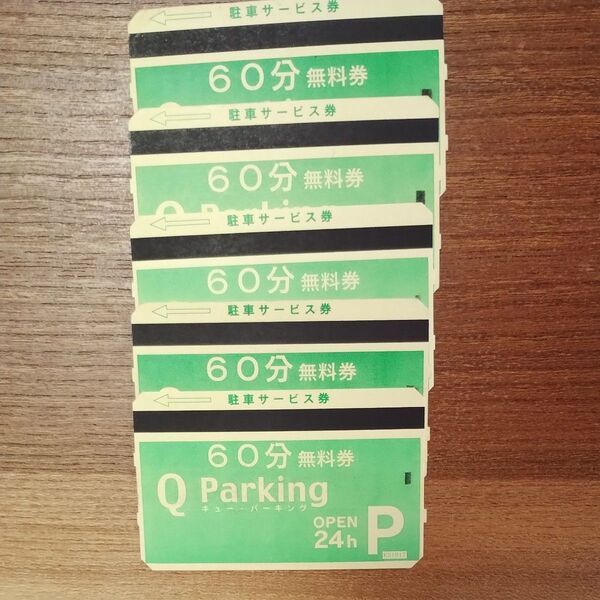 駐車サービス券
60分 無料券
駐車サービス券
60分 無料券
Q Parking
駐車サービス券
60分 無料券
駐車サービス券
60分 無料券
駐車サービス券
60分 無料券
Q Parking
キュー・パーキング
OPEN
24h P